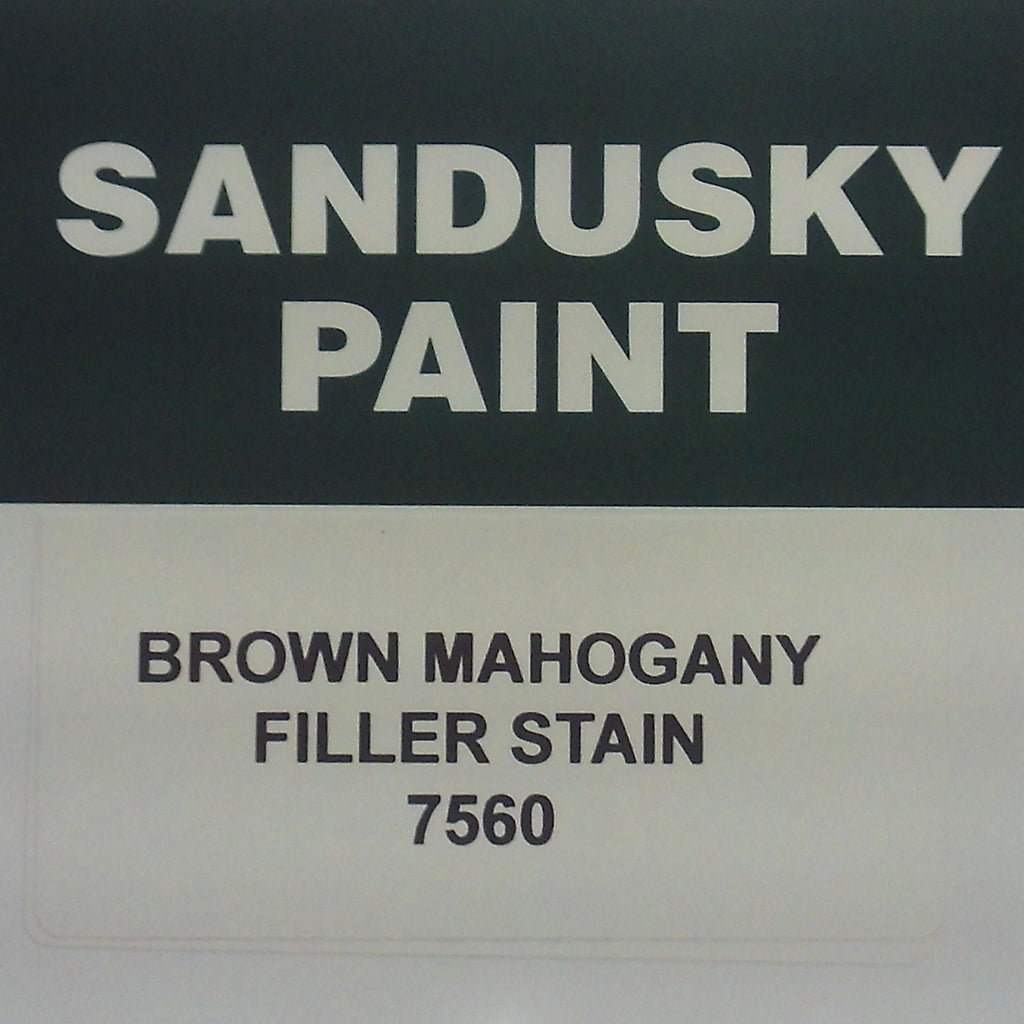 SANDUSKY
PAINT
BROWN MAHOGANY
FILLER STAIN
7560